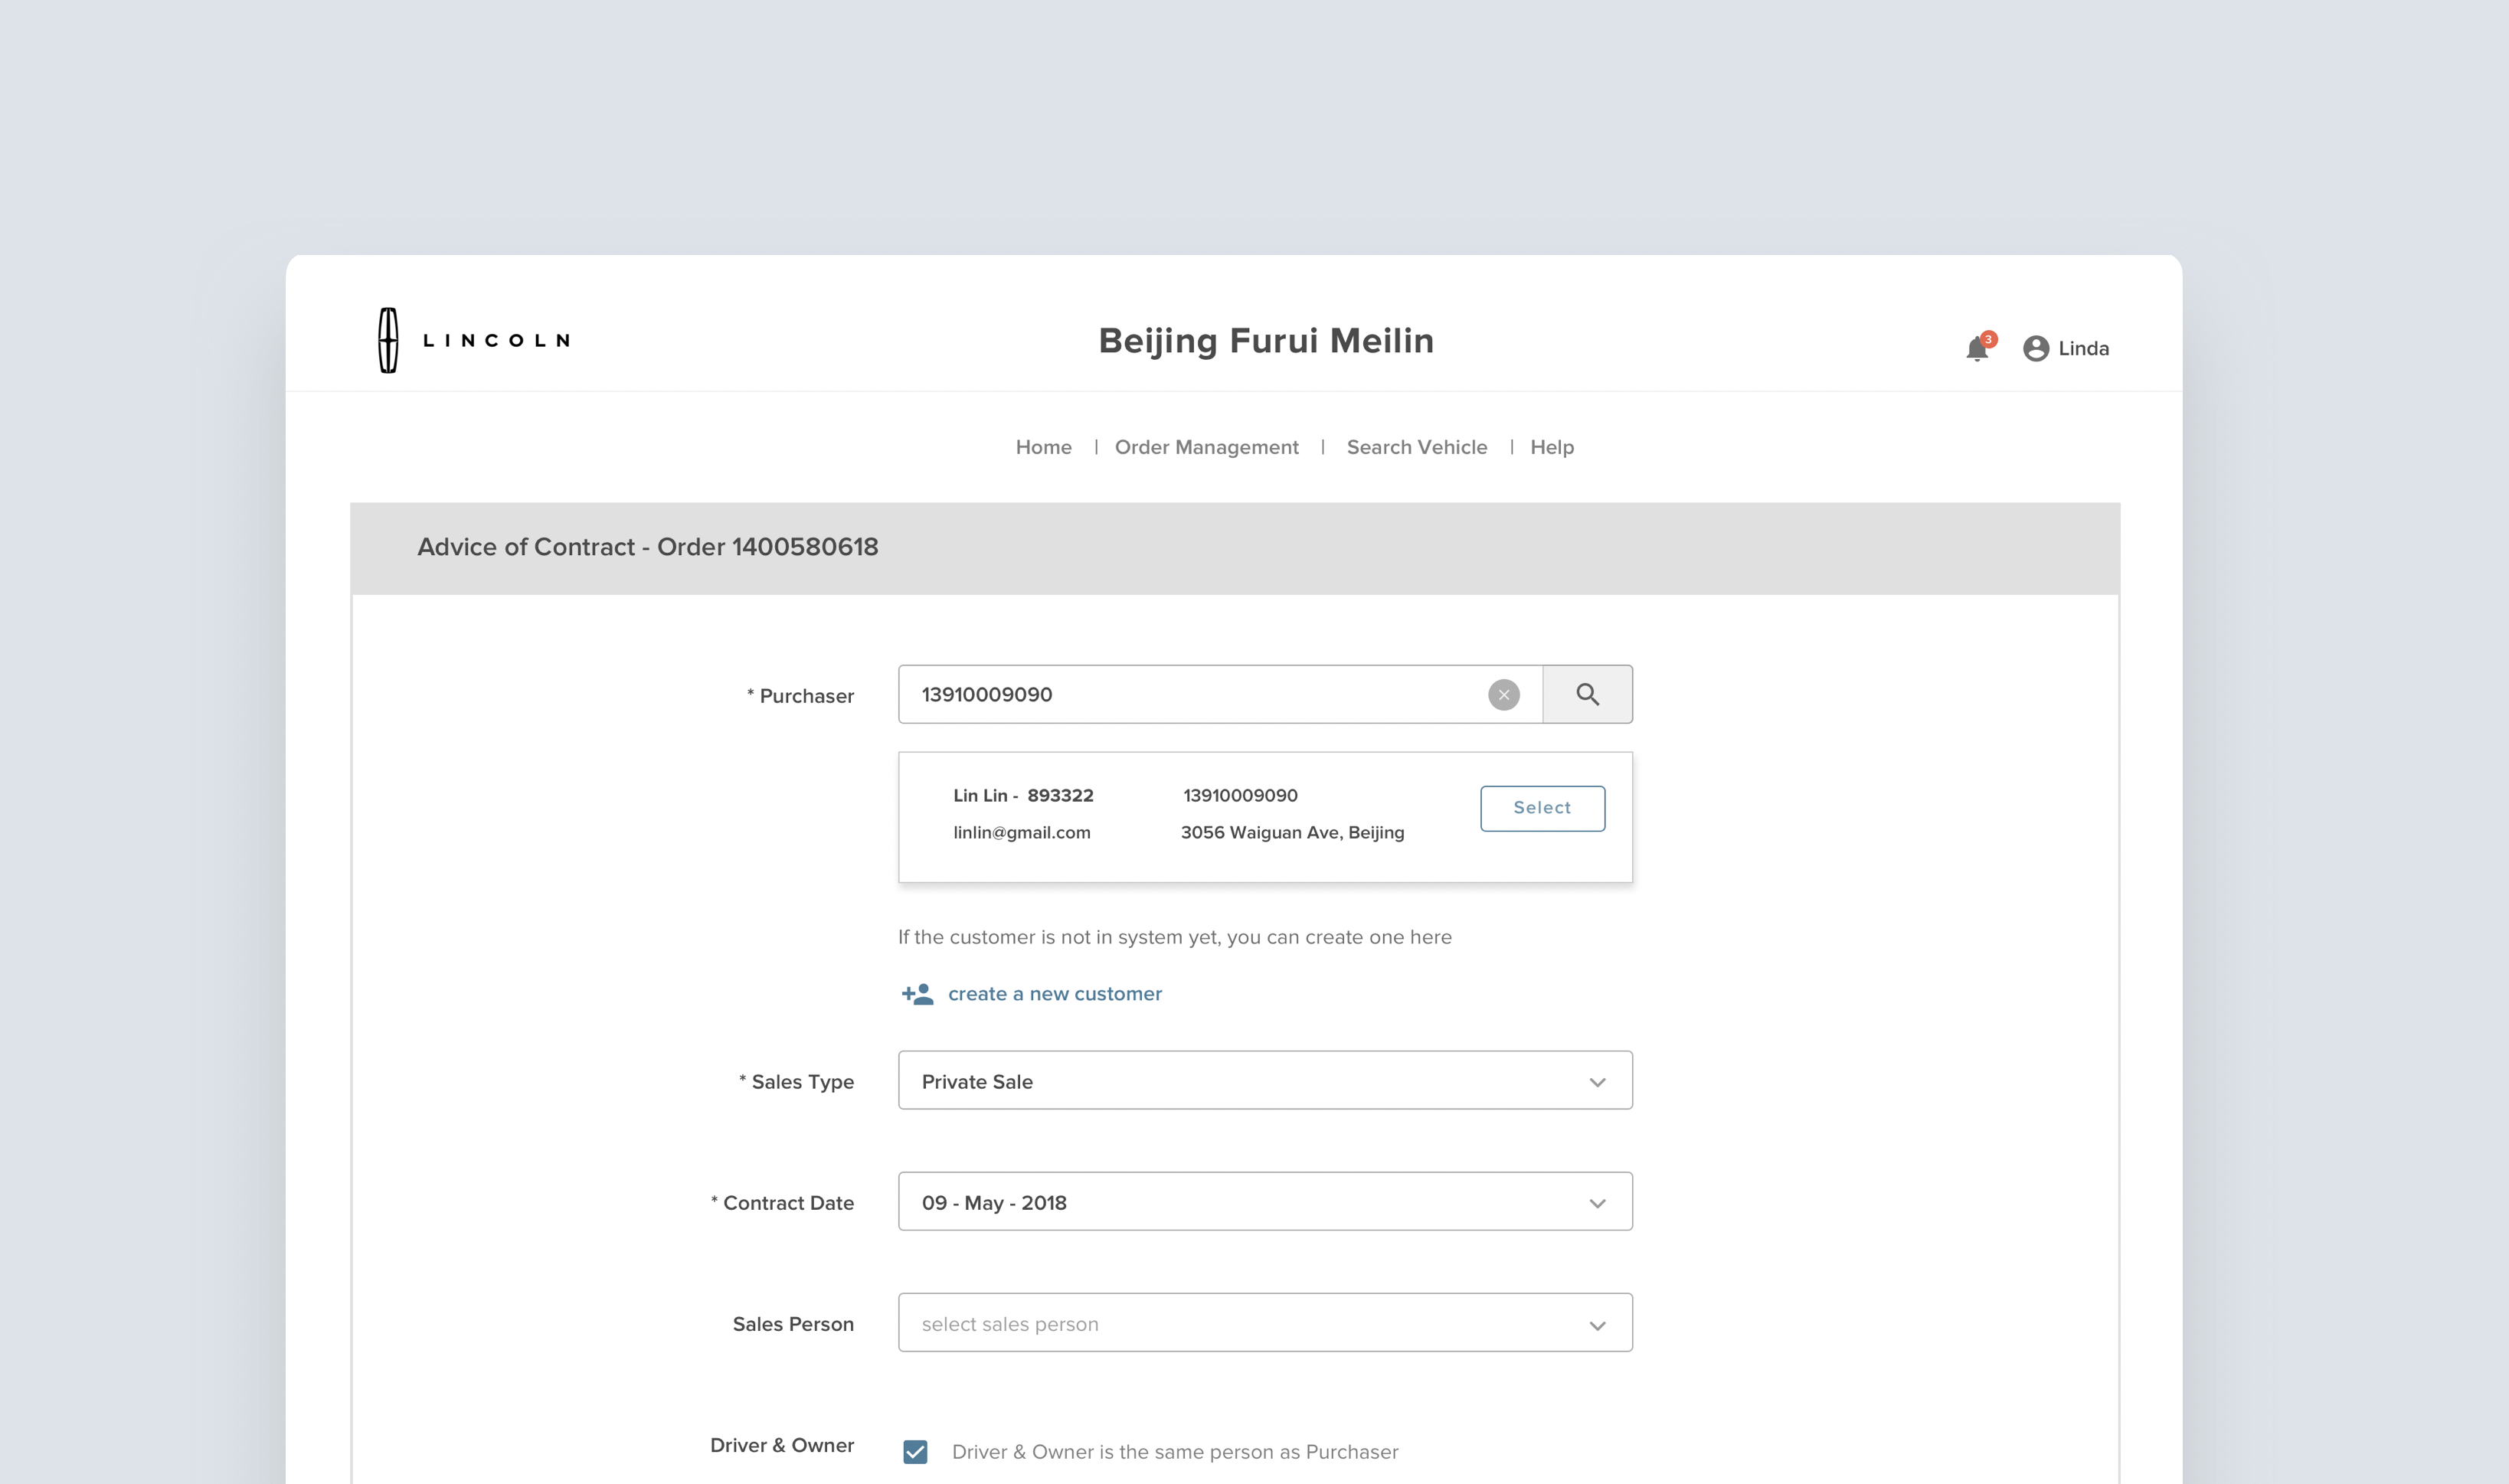 LINCOLN
Beijing Furui Meilin
3
Linda
Home | Order Management | Search Vehicle | Help
Advice of Contract - Order 1400580618
* Purchaser
13910009090
Lin Lin - 893322
13910009090
Select
linlin@gmail.com
3056 Waiguan Ave, Beijing
If the customer is not in system yet, you can create one here
create a new customer
* Sales Type
Private Sale
* Contract Date
09 - May - 2018
Sales Person
select sales person
Driver & Owner
Driver & Owner is the same person as Purchaser